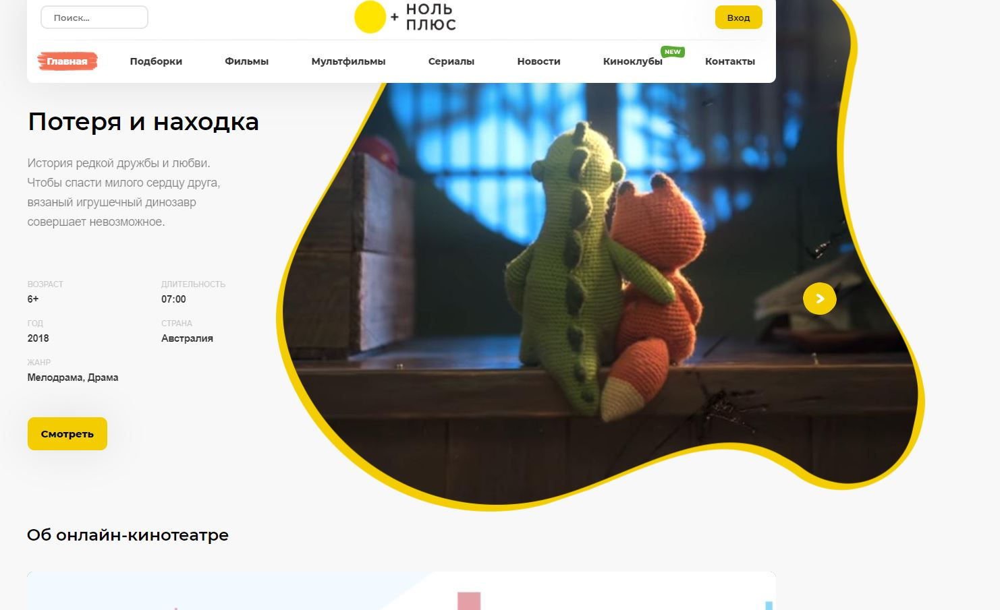 Поиск...
+ НОЛЬ
ПЛЮС
Вход
Главная
Подборки
Фильмы
Мультфильмы
Сериалы
Новости
Киноклубы
NEW
Контакты
Потеря и находка
История редкой дружбы и любви.
Чтобы спасти милого сердцу друга,
вязаный игрушечный динозавр
совершает невозможное.
ВОЗРАСТ
6+
ДЛИТЕЛЬНОСТЬ
07:00
ГОД
2018
СТРАНА
Австралия
ЖАНР
Мелодрама, Драма
Смотреть
Об онлайн-кинотеатре